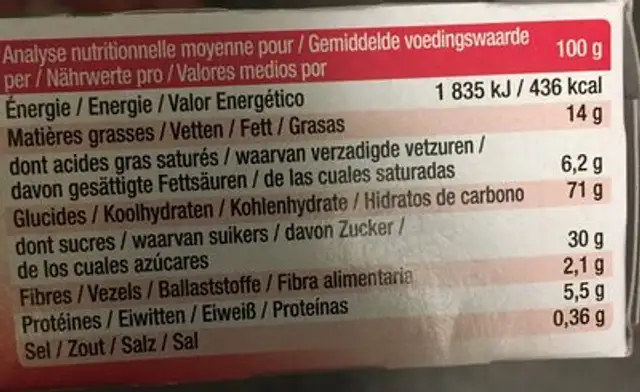 Analyse nutritionnelle moyenne pour / Gemiddelde voedingswaarde
per / Nährwerte pro / Valores medios por 100 g
Énergie / Energie / Valor Energético 1 835 kJ / 436 kcal
Matières grasses / Vetten / Fett / Grasas 14 g
dont acides gras saturés / waarvan verzadigde vetzuren /
davon gesättigte Fettsäuren / de las cuales saturadas 6,2 g
Glucides / Koolhydraten / Kohlenhydrate / Hidratos de carbono 71 g
dont sucres / waarvan suikers / davon Zucker /
de los cuales azúcares 30 g
Fibres / Vezels / Ballaststoffe / Fibra alimentaria 2,1 g
Protéines / Eiwitten / Eiweiß / Proteínas 5,5 g
Sel / Zout / Salz / Sal 0,36 g